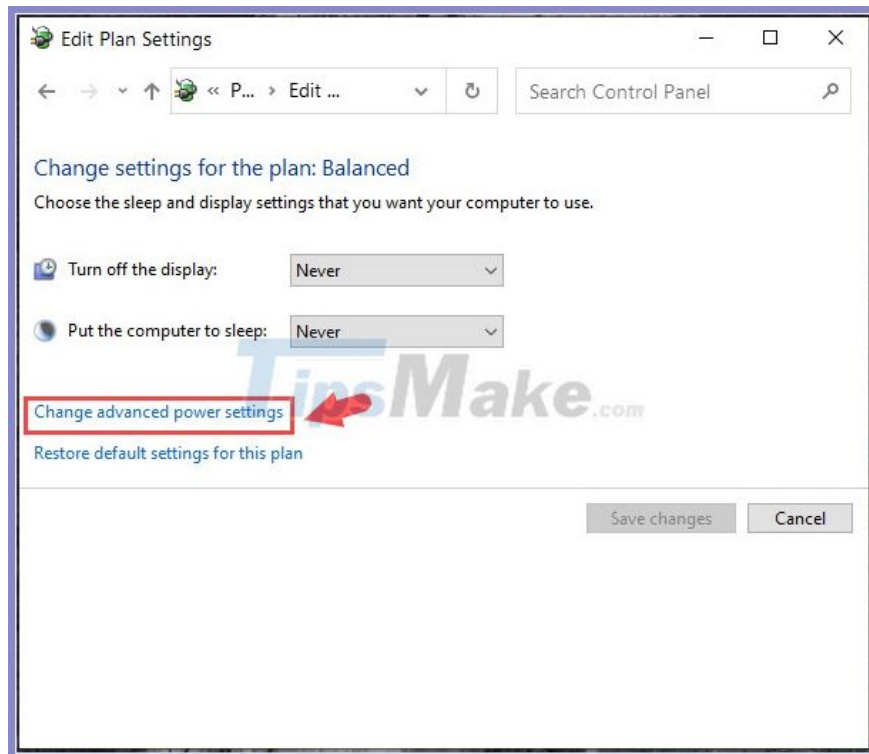 Edit Plan Settings
« P... › Edit ...
Search Control Panel
Change settings for the plan: Balanced
Choose the sleep and display settings that you want your computer to use.
Turn off the display: Never
Put the computer to sleep: Never
TipsMake.com
Change advanced power settings
Restore default settings for this plan
Save changes Cancel